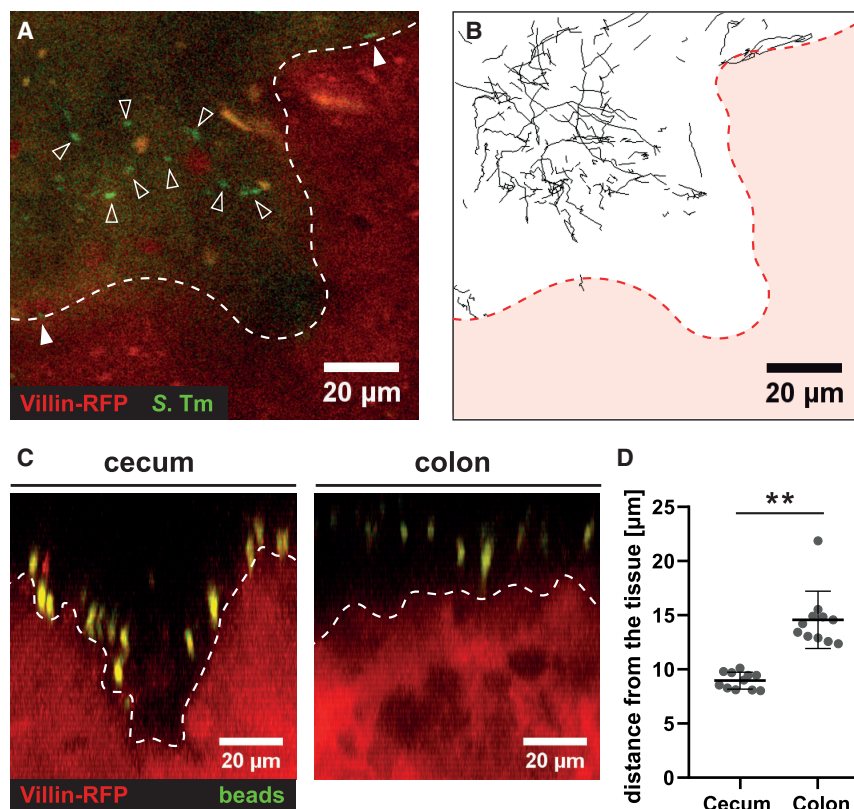 A
B
20 µm
Villin-RFP S. Tm
20 µm
C
cecum
colon
D
20 µm
20 µm
Villin-RFP beads
distance from the tissue [µm]
25
20
15
10
5
0
**
Cecum
Colon